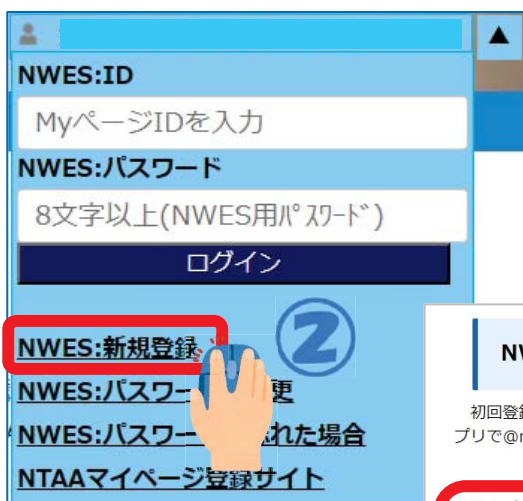 ▲
NWES:ID
MyページIDを入力
NWES:パスワード
8文字以上(NWES用ﾊﾟｽﾜｰﾄﾞ)
ログイン
②
NWES:新規登録
NWES:パスワー 更
NWES:パスワー れた場合
NTAAマイページ登録サイト
NW
初回登
プリで@n